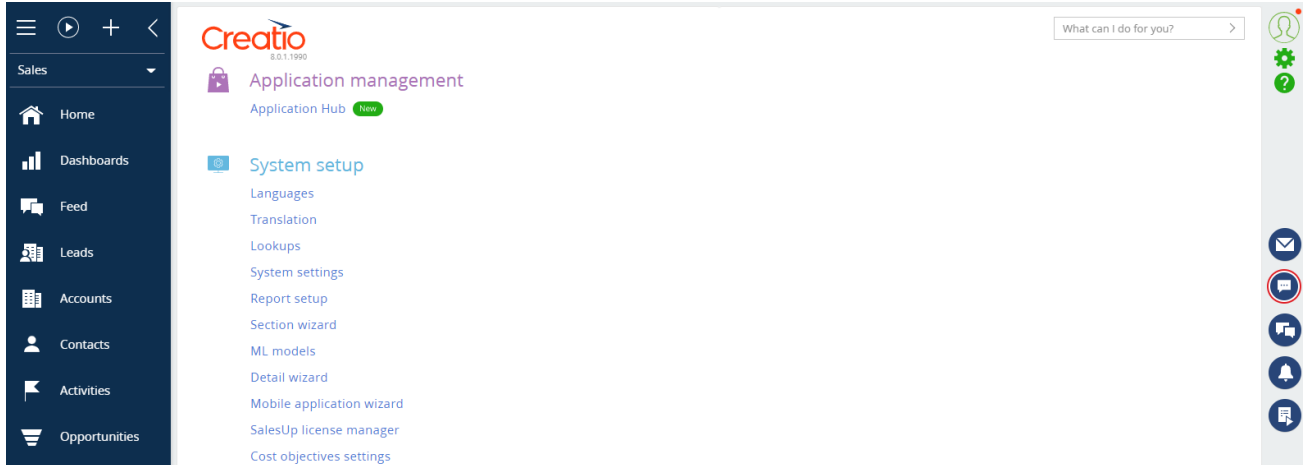 Sales
Home
Dashboards
Feed
Leads
Accounts
Contacts
Activities
Opportunities
Creatio
8.0.1.1990
What can I do for you?
Application management
Application Hub New
System setup
Languages
Translation
Lookups
System settings
Report setup
Section wizard
ML models
Detail wizard
Mobile application wizard
SalesUp license manager
Cost objectives settings